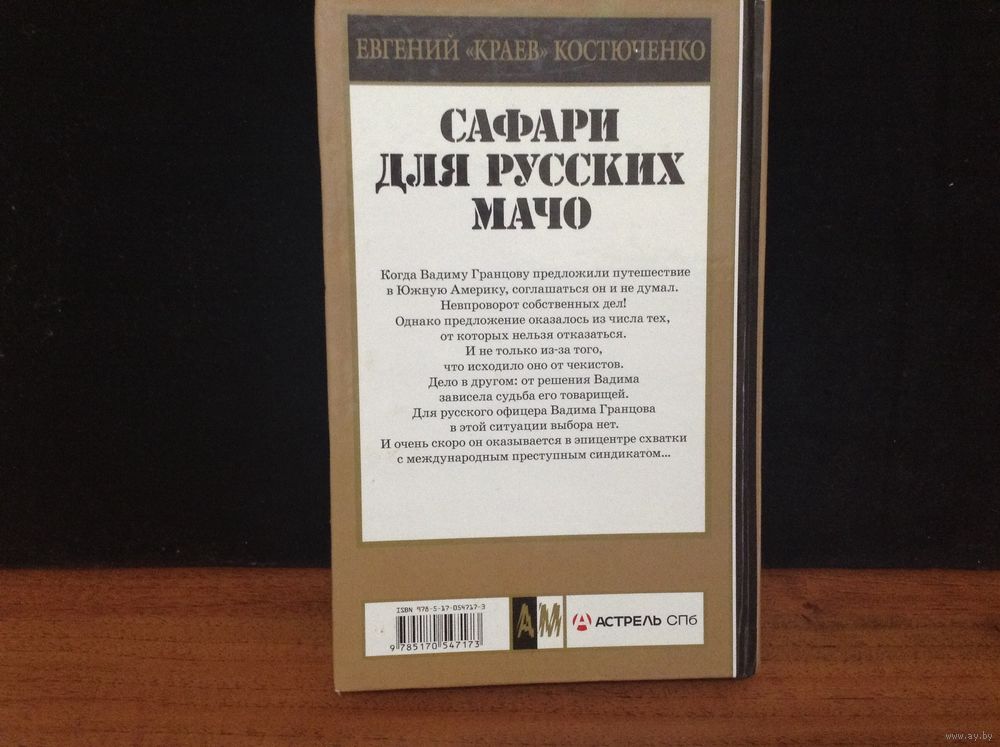 ЕВГЕНИЙ «КРАЕВ» КОСТЮЧЕНКО
САФАРИ
ДЛЯ РУССКИХ
МАЧО
Когда Вадиму Гранцову предложили путешествие
в Южную Америку, соглашаться он и не думал.
Невпроворот собственных дел!
Однако предложение оказалось из числа тех,
от которых нельзя отказаться.
И не только из-за того,
что исходило оно от чекистов.
Дело в другом: от решения Вадима
зависела судьба его товарищей.
Для русского офицера Вадима Гранцова
в этой ситуации выбора нет.
И очень скоро он оказывается в эпицентре схватки
с международным преступным синдикатом...
ISBN 978-5-17-054717-3
9 785170 547173
АМ
АСТРЕЛЬ СПб
www.ay.by